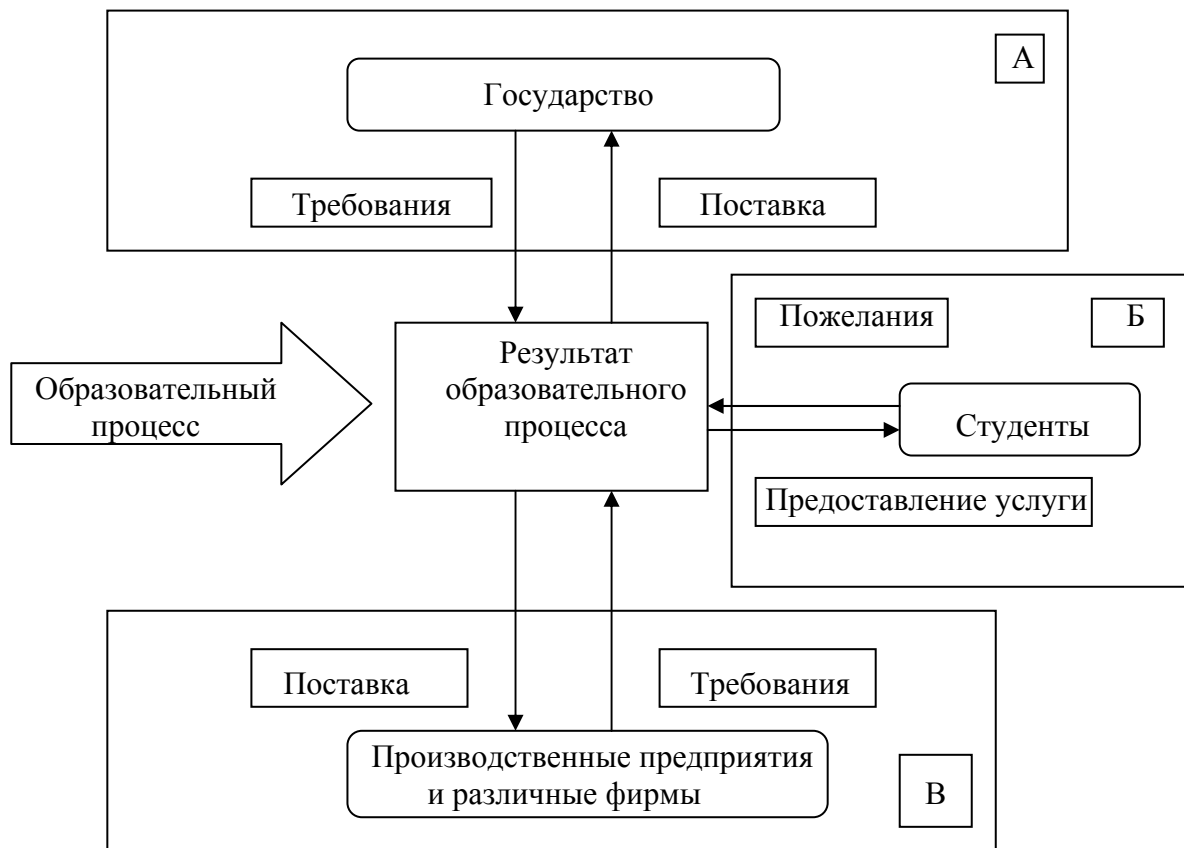 А
Государство
Требования
Поставка
Пожелания
Б
Результат
образовательного
процесса
Образовательный
процесс
Студенты
Предоставление услуги
Поставка
Требования
Производственные предприятия
и различные фирмы
В